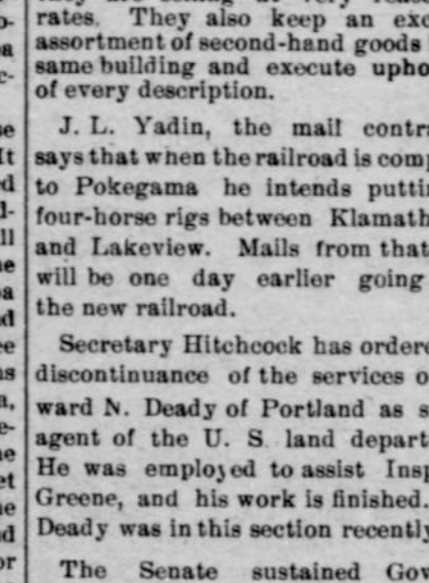 rates. They also keep an exc
assortment of second-hand goods
same building and execute upho
of every description.
J. L. Yadin, the mail contra
says that when the railroad is comp
to Pokegama he intends puttin
four-horse rigs between Klamath
and Lakeview. Mails from that
will be one day earlier going
the new railroad.
Secretary Hitchcock has ordere
discontinuance of the services o
ward N. Deady of Portland as s
agent of the U. S. land depart
He was employed to assist Insp
Greene, and his work is finished.
Deady was in this section recently
The Senate sustained Gov